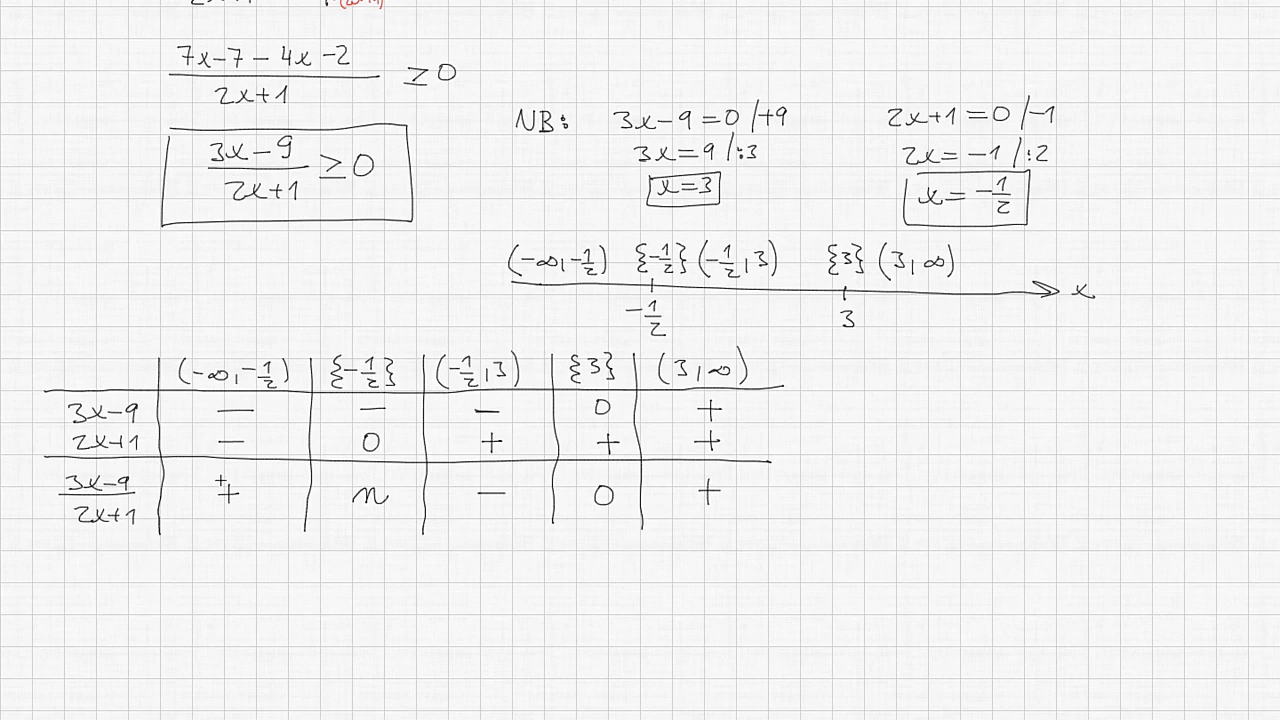 7x-7-4x-2 / 2x+1 ≥0
3x-9 / 2x+1 ≥0
NB: 3x-9=0 /+9
3x=9 /:3
x=3
2x+1=0 /-1
2x=-1 /:2
x=-1/2
(-∞,-1/2) {-1/2} (-1/2,3) {3} (3,∞)
-1/2 3 x
(-∞,-1/2) {-1/2} (-1/2,3) {3} (3,∞)
3x-9 - - - 0 +
2x+1 - 0 + + +
3x-9 / 2x+1 + + n - 0 +